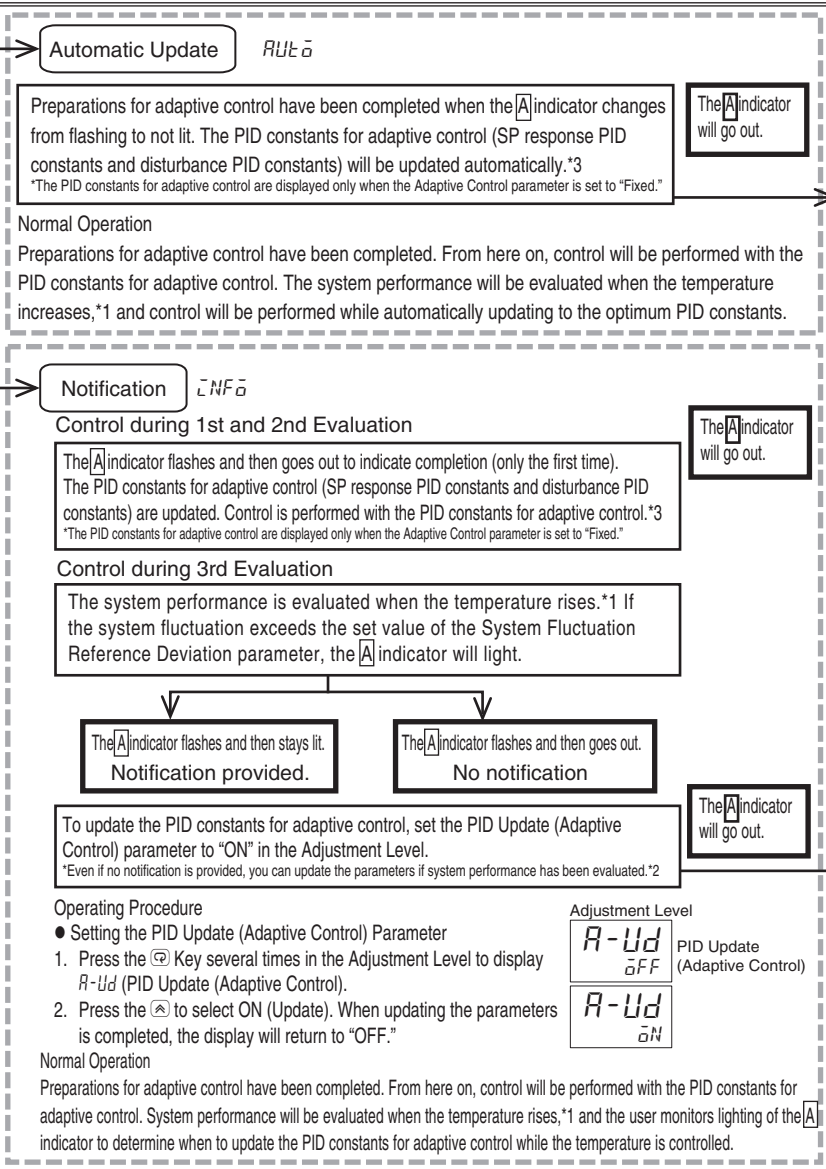 Automatic Update AUtō
Preparations for adaptive control have been completed when the A indicator changes
from flashing to not lit. The PID constants for adaptive control (SP response PID
constants and disturbance PID constants) will be updated automatically.*3
*The PID constants for adaptive control are displayed only when the Adaptive Control parameter is set to “Fixed.”
The A indicator
will go out.
Normal Operation
Preparations for adaptive control have been completed. From here on, control will be performed with the
PID constants for adaptive control. The system performance will be evaluated when the temperature
increases,*1 and control will be performed while automatically updating to the optimum PID constants.
Notification īNFō
Control during 1st and 2nd Evaluation
The A indicator flashes and then goes out to indicate completion (only the first time).
The PID constants for adaptive control (SP response PID constants and disturbance PID
constants) are updated. Control is performed with the PID constants for adaptive control.*3
*The PID constants for adaptive control are displayed only when the Adaptive Control parameter is set to “Fixed.”
The A indicator
will go out.
Control during 3rd Evaluation
The system performance is evaluated when the temperature rises.*1 If
the system fluctuation exceeds the set value of the System Fluctuation
Reference Deviation parameter, the A indicator will light.
The A indicator flashes and then stays lit.
Notification provided.
The A indicator flashes and then goes out.
No notification
To update the PID constants for adaptive control, set the PID Update (Adaptive
Control) parameter to “ON” in the Adjustment Level.
*Even if no notification is provided, you can update the parameters if system performance has been evaluated.*2
The A indicator
will go out.
Operating Procedure
● Setting the PID Update (Adaptive Control) Parameter
1. Press the Key several times in the Adjustment Level to display
A-Ud (PID Update (Adaptive Control).
2. Press the to select ON (Update). When updating the parameters
is completed, the display will return to “OFF.”
Adjustment Level
A-Ud
ōFF
PID Update
(Adaptive Control)
A-Ud
ōN
Normal Operation
Preparations for adaptive control have been completed. From here on, control will be performed with the PID constants for
adaptive control. System performance will be evaluated when the temperature rises,*1 and the user monitors lighting of the A
indicator to determine when to update the PID constants for adaptive control while the temperature is controlled.